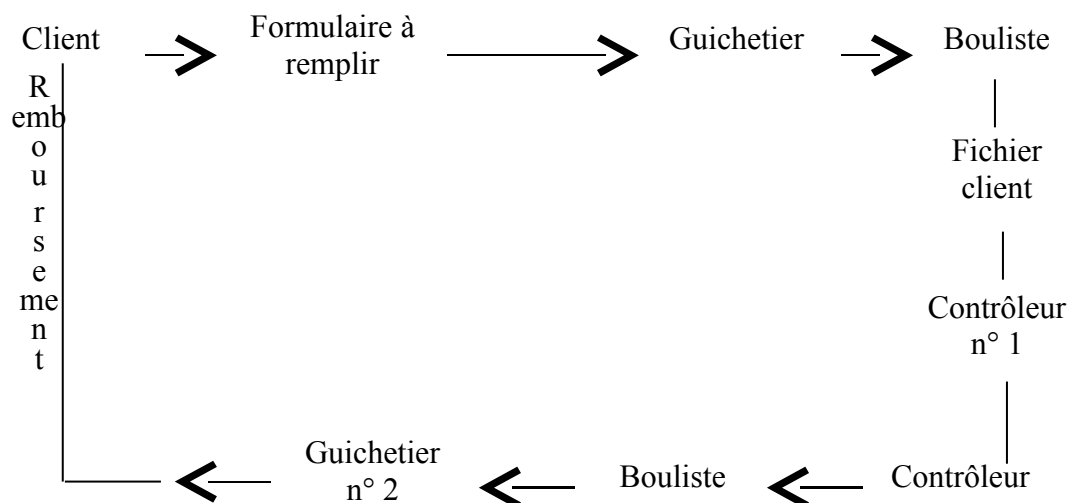 Client
Formulaire à
remplir
Guichetier
Bouliste
R
emb
o
u
r
s
e
me
n
t
Fichier
client
Contrôleur
n° 1
Contrôleur
Bouliste
Guichetier
n° 2